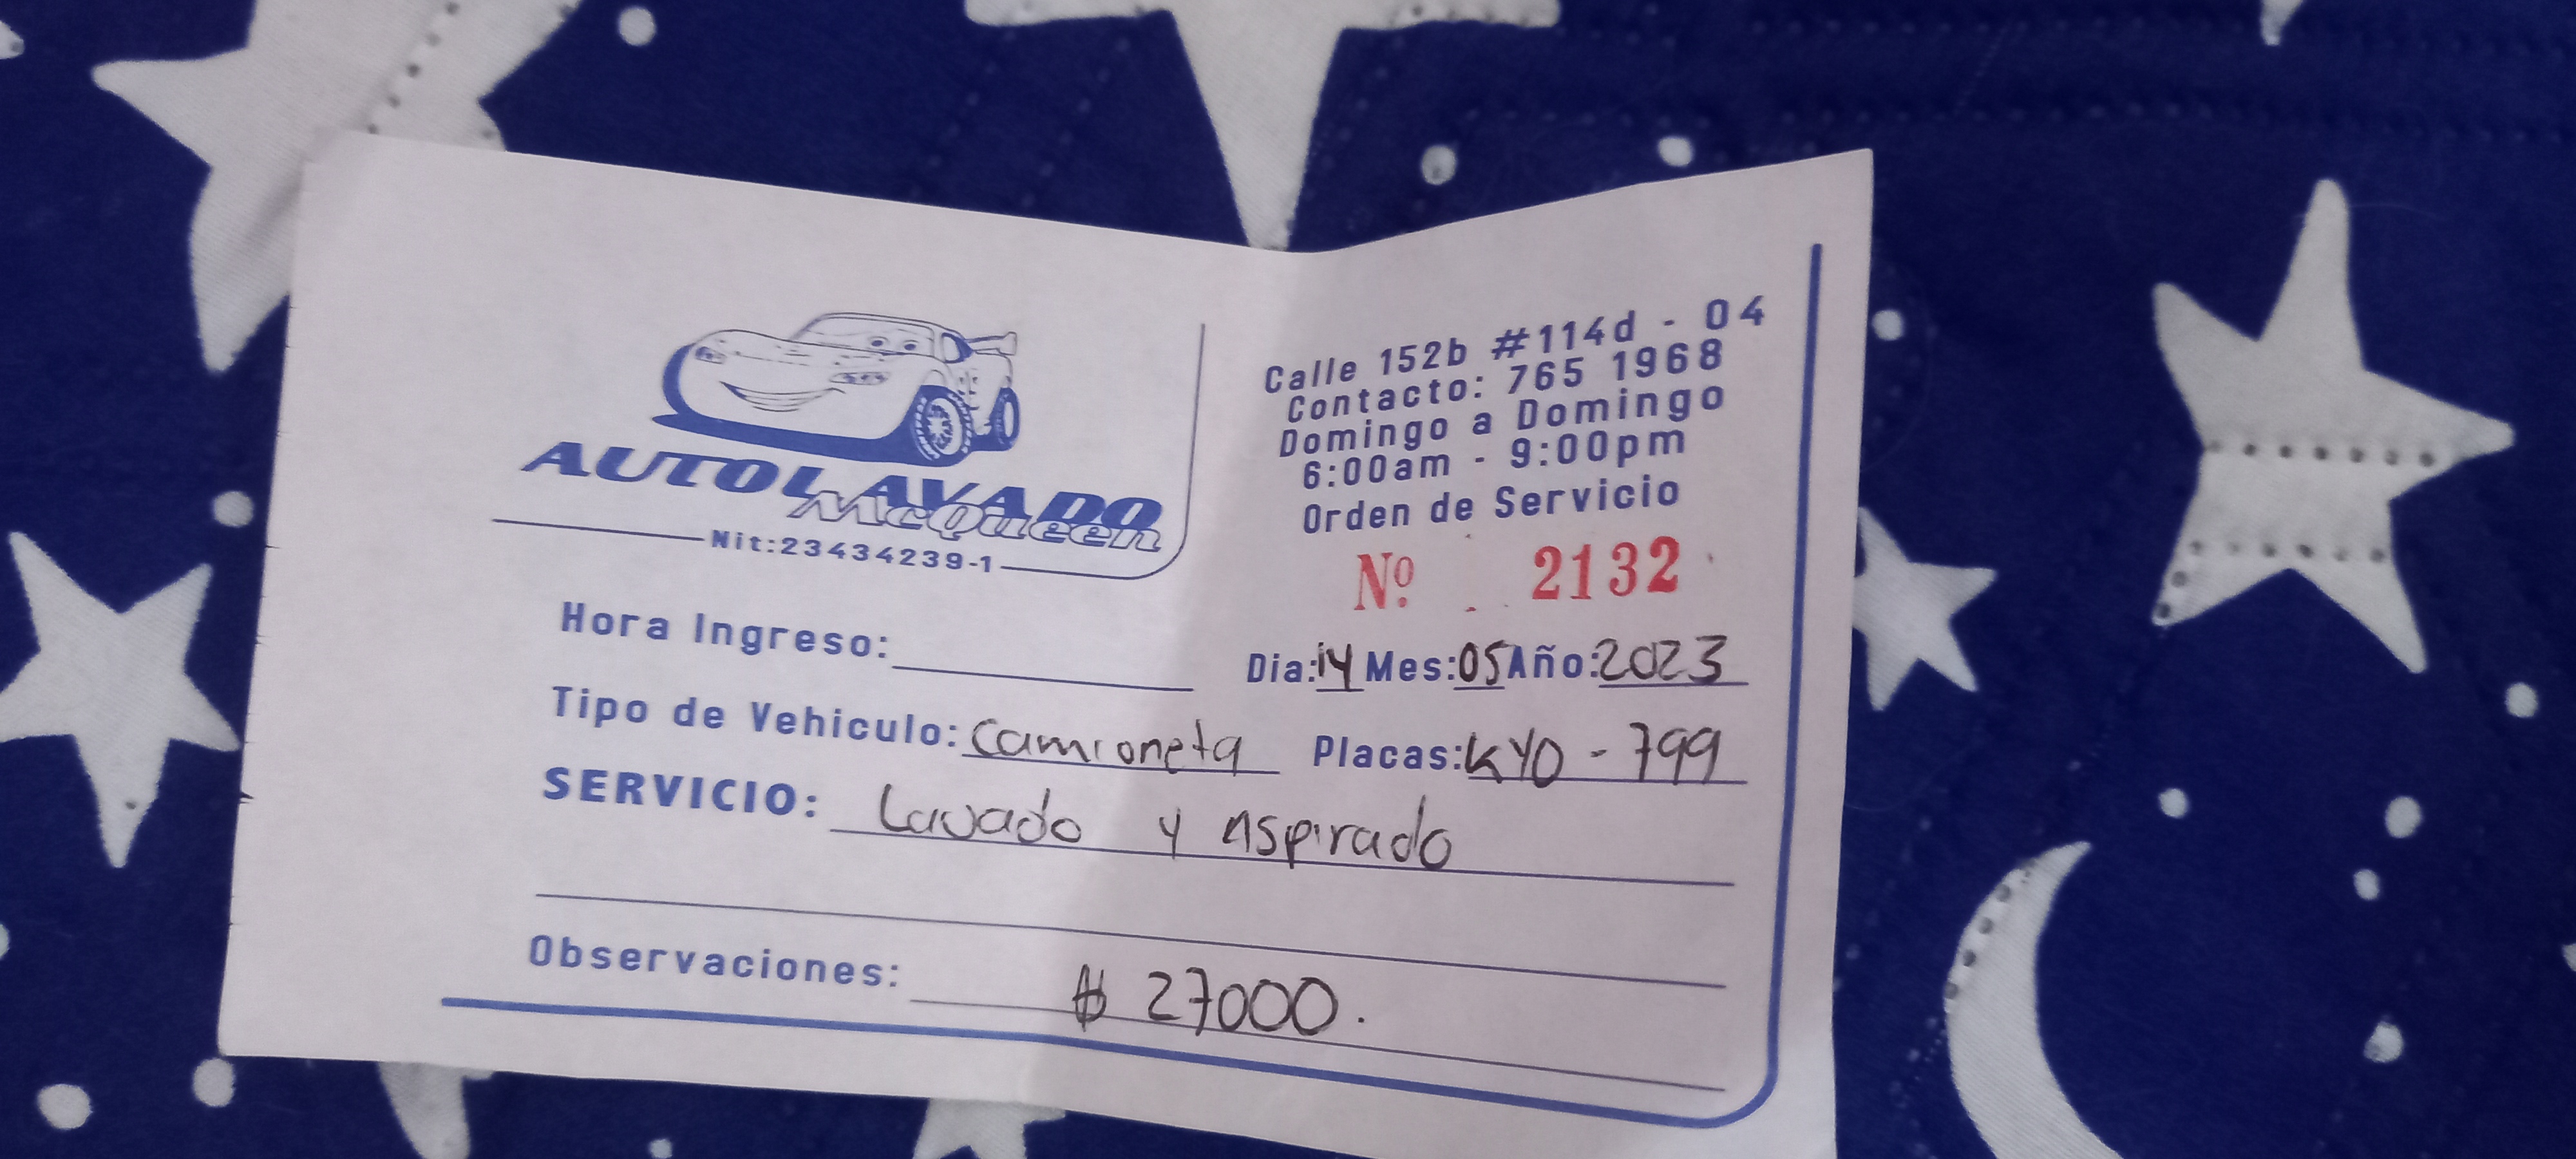 AUTOLAVADO
McQueen
Nit:23434239-1
Calle 152b #114d - 04
Contacto: 765 1968
Domingo a Domingo
6:00am - 9:00pm
Orden de Servicio
Nº 2132
Hora Ingreso:
Dia:14 Mes:05 Año:2023
Tipo de Vehiculo: camioneta Placas: KYO - 799
SERVICIO: Lavado y Aspirado
Observaciones: $ 27000.